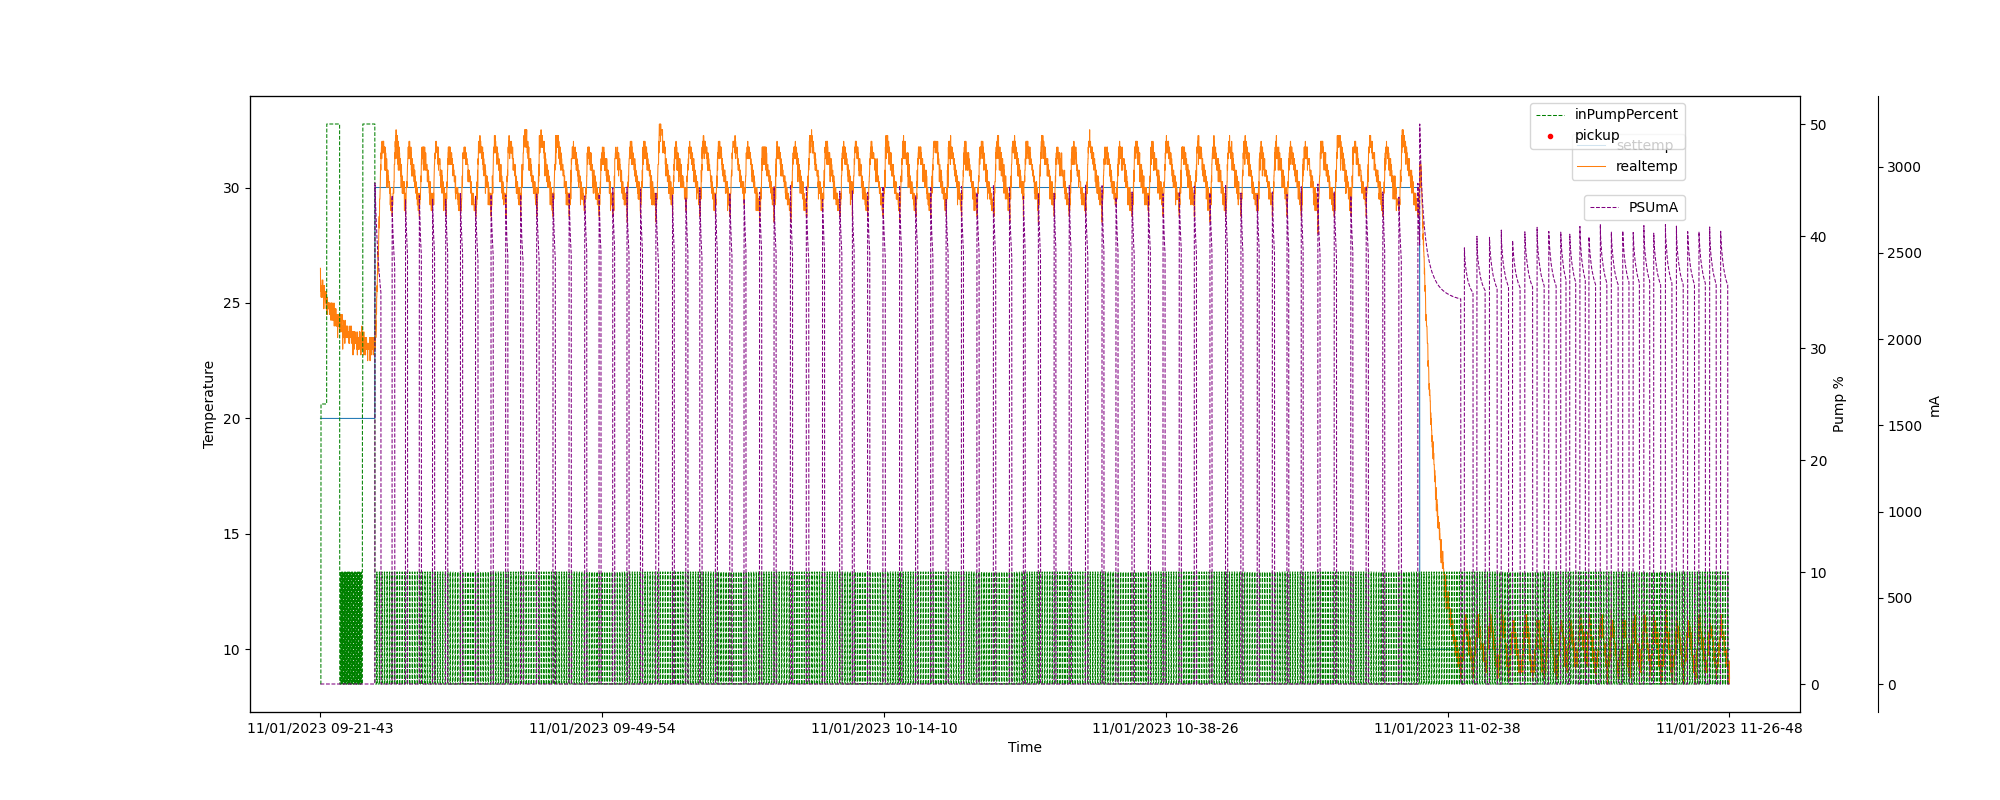 inPumpPercent
pickup
settemp
realtemp
PSUmA
Temperature
30
25
20
15
10
Pump %
50
40
30
20
10
0
mA
3000
2500
2000
1500
1000
500
0
11/01/2023 09-21-43
11/01/2023 09-49-54
11/01/2023 10-14-10
11/01/2023 10-38-26
11/01/2023 11-02-38
11/01/2023 11-26-48
Time